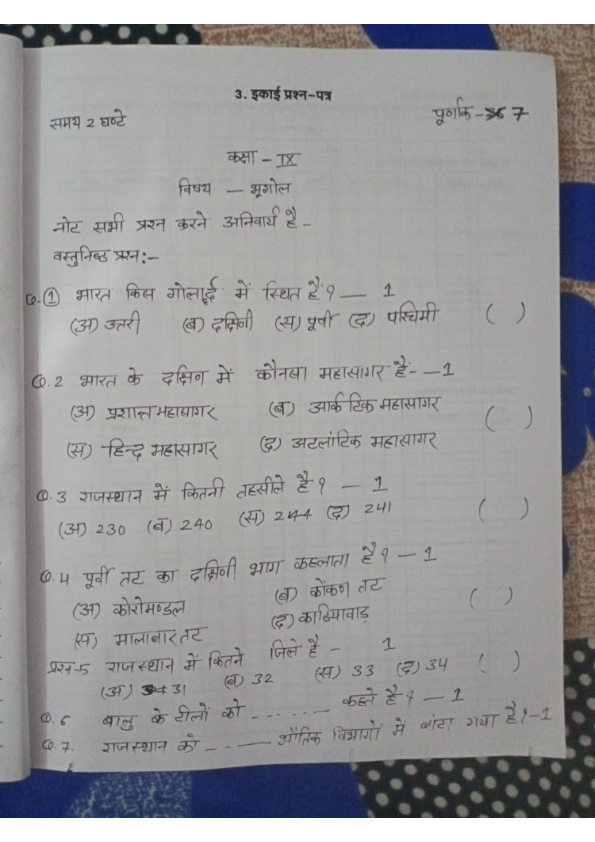 3. इकाई प्रश्न-पत्र
समय 2 घण्टे पूर्णांक - 7
कक्षा - IX
विषय - भूगोल
नोट सभी प्रश्न करने अनिवार्य है -
वस्तुनिष्ठ प्रश्न:-
Q. 1 भारत किस गोलार्द्ध में स्थित हैं? - 1
(अ) उत्तरी (ब) दक्षिणी (स) पूर्वी (द) पश्चिमी ( )
Q. 2 भारत के दक्षिण में कौनसा महासागर है - - 1
(अ) प्रशान्त महासागर (ब) आर्कटिक महासागर ( )
(स) हिन्द महासागर (द) अटलांटिक महासागर
Q. 3 राजस्थान में कितनी तहसीले है? - 1
(अ) 230 (ब) 240 (स) 244 (द) 241 ( )
Q. 4 पूर्वी तट का दक्षिणी भाग कहलाता है? - 1
(अ) कोरोमण्डल (ब) कोंकण तट ( )
(स) मालाबार तट (द) काठियावाड़
प्रश्न-5 राजस्थान में कितने जिले है - 1
(अ) 31 (ब) 32 (स) 33 (द) 34 ( )
Q. 6 बालु के टीलों को ....... कहते है? - 1
Q. 7. राजस्थान को ------ भौतिक विभागों में बांटा गया है? - 1